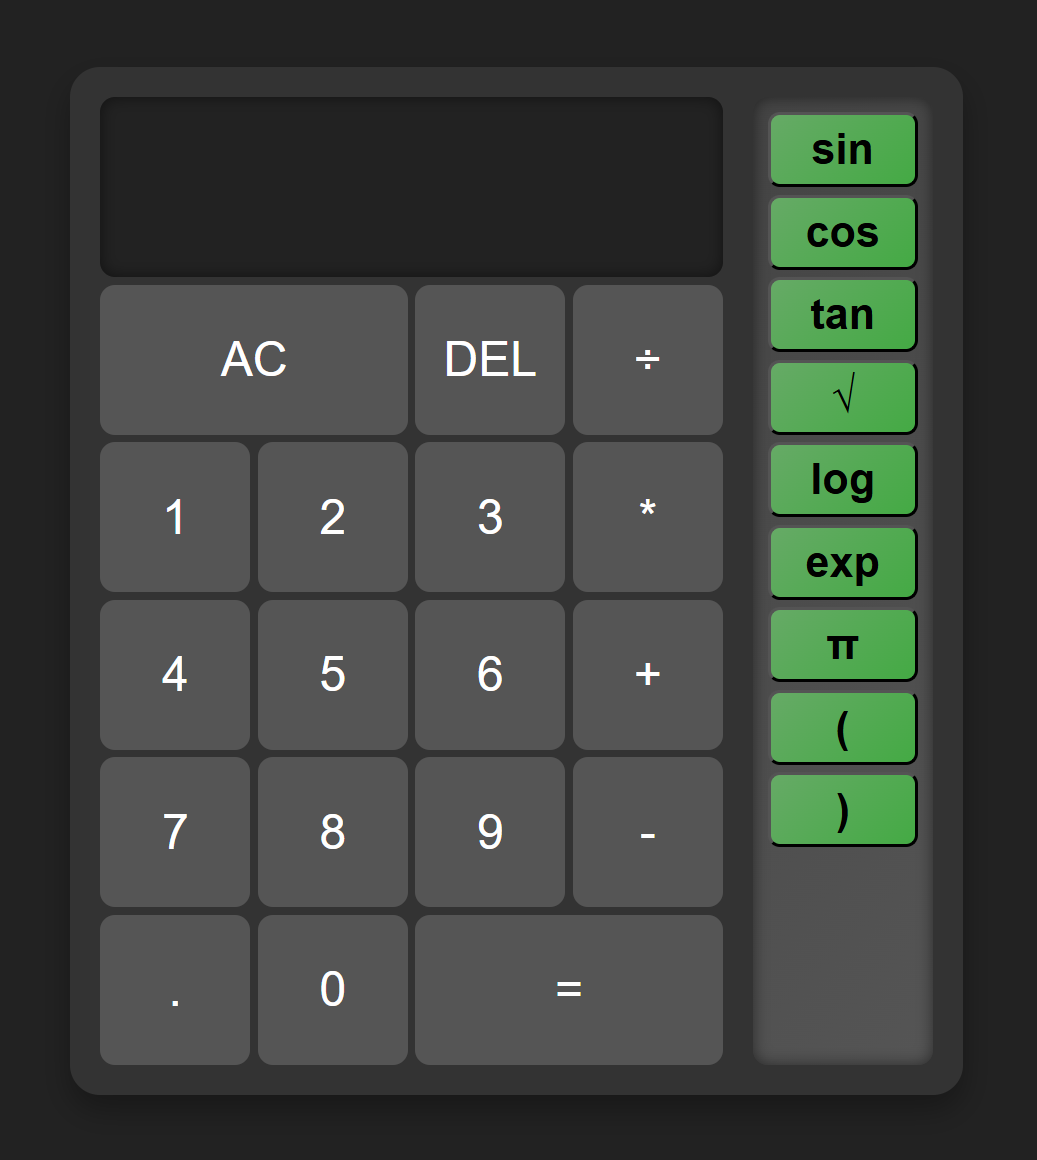 AC DEL ÷
1 2 3 *
4 5 6 +
7 8 9 -
. 0 =
sin
cos
tan
√
log
exp
π
(
)